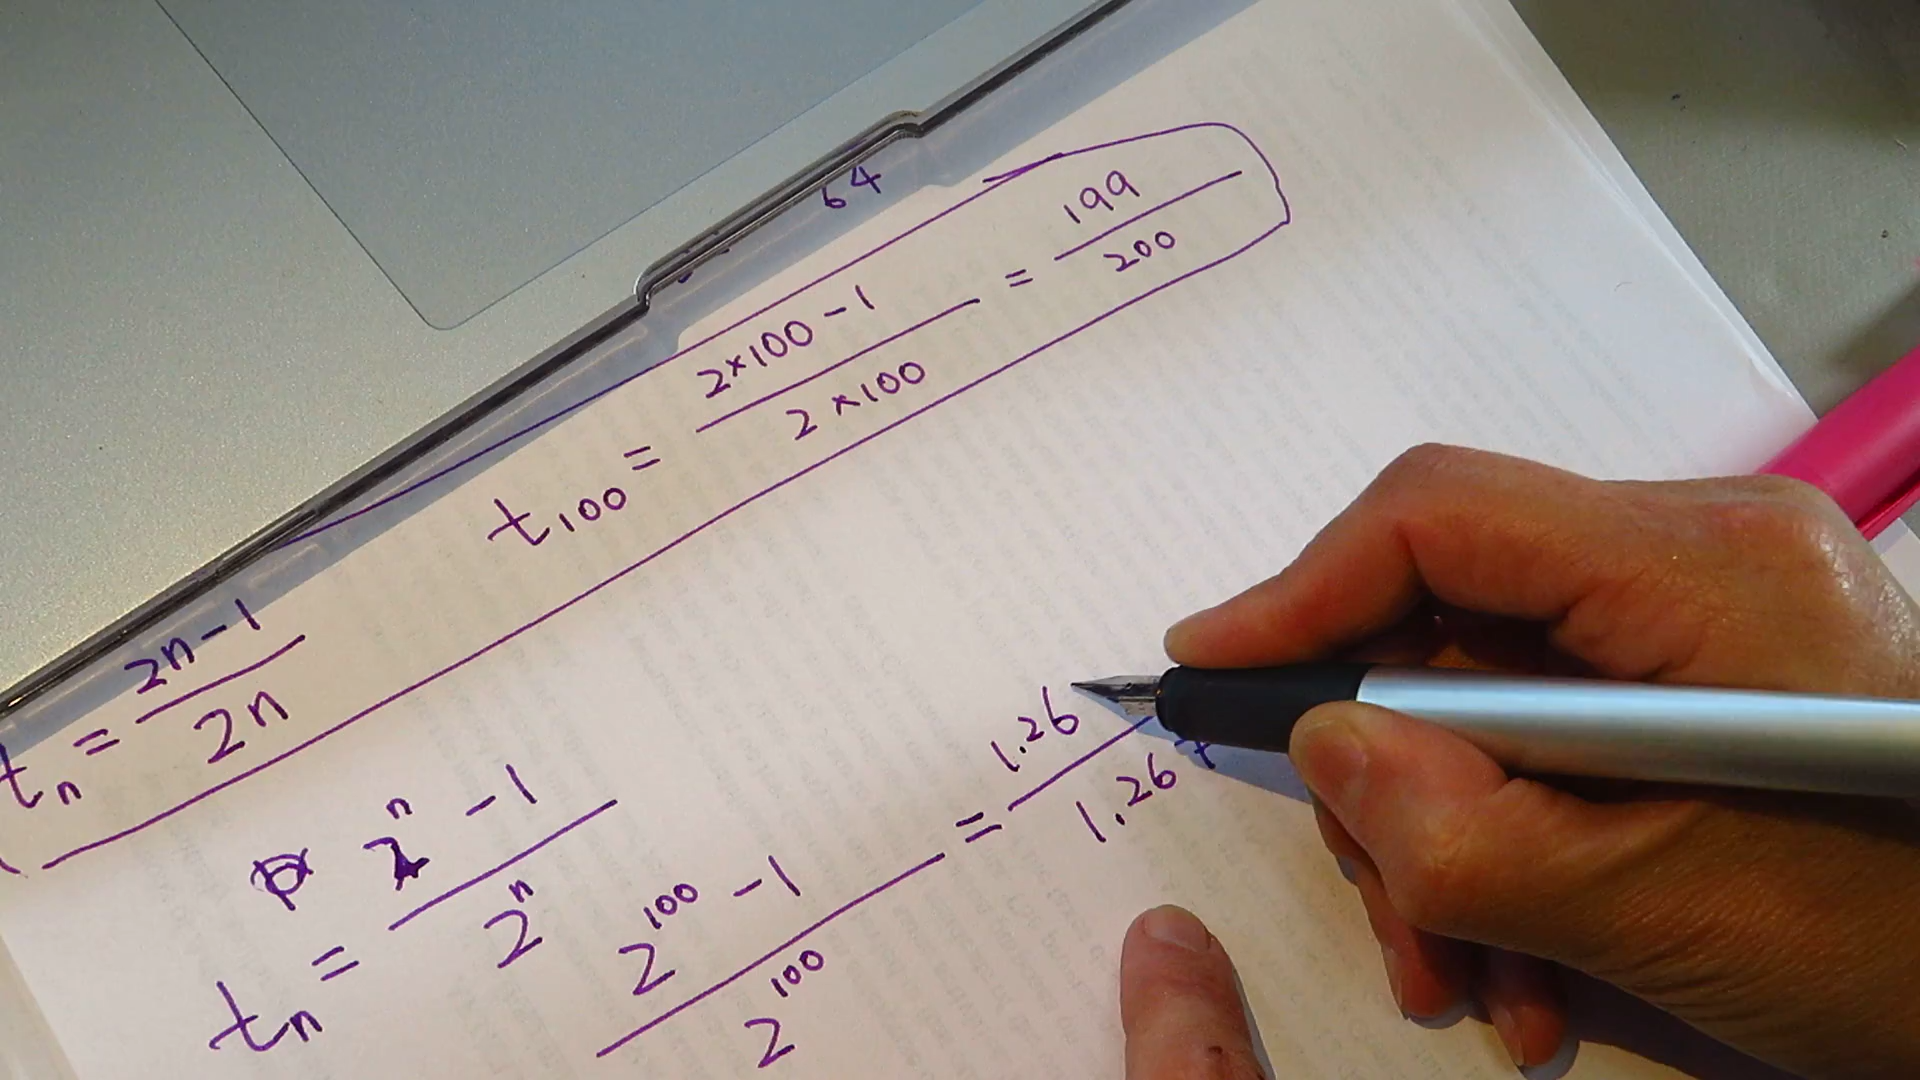 64
t₁₀₀ = (2×100 − 1)/(2×100) = 199/200
tₙ = (2n − 1)/(2n)
tₙ = (2ⁿ − 1)/2ⁿ
(2¹⁰⁰ − 1)/2¹⁰⁰ = 1.26/1.26